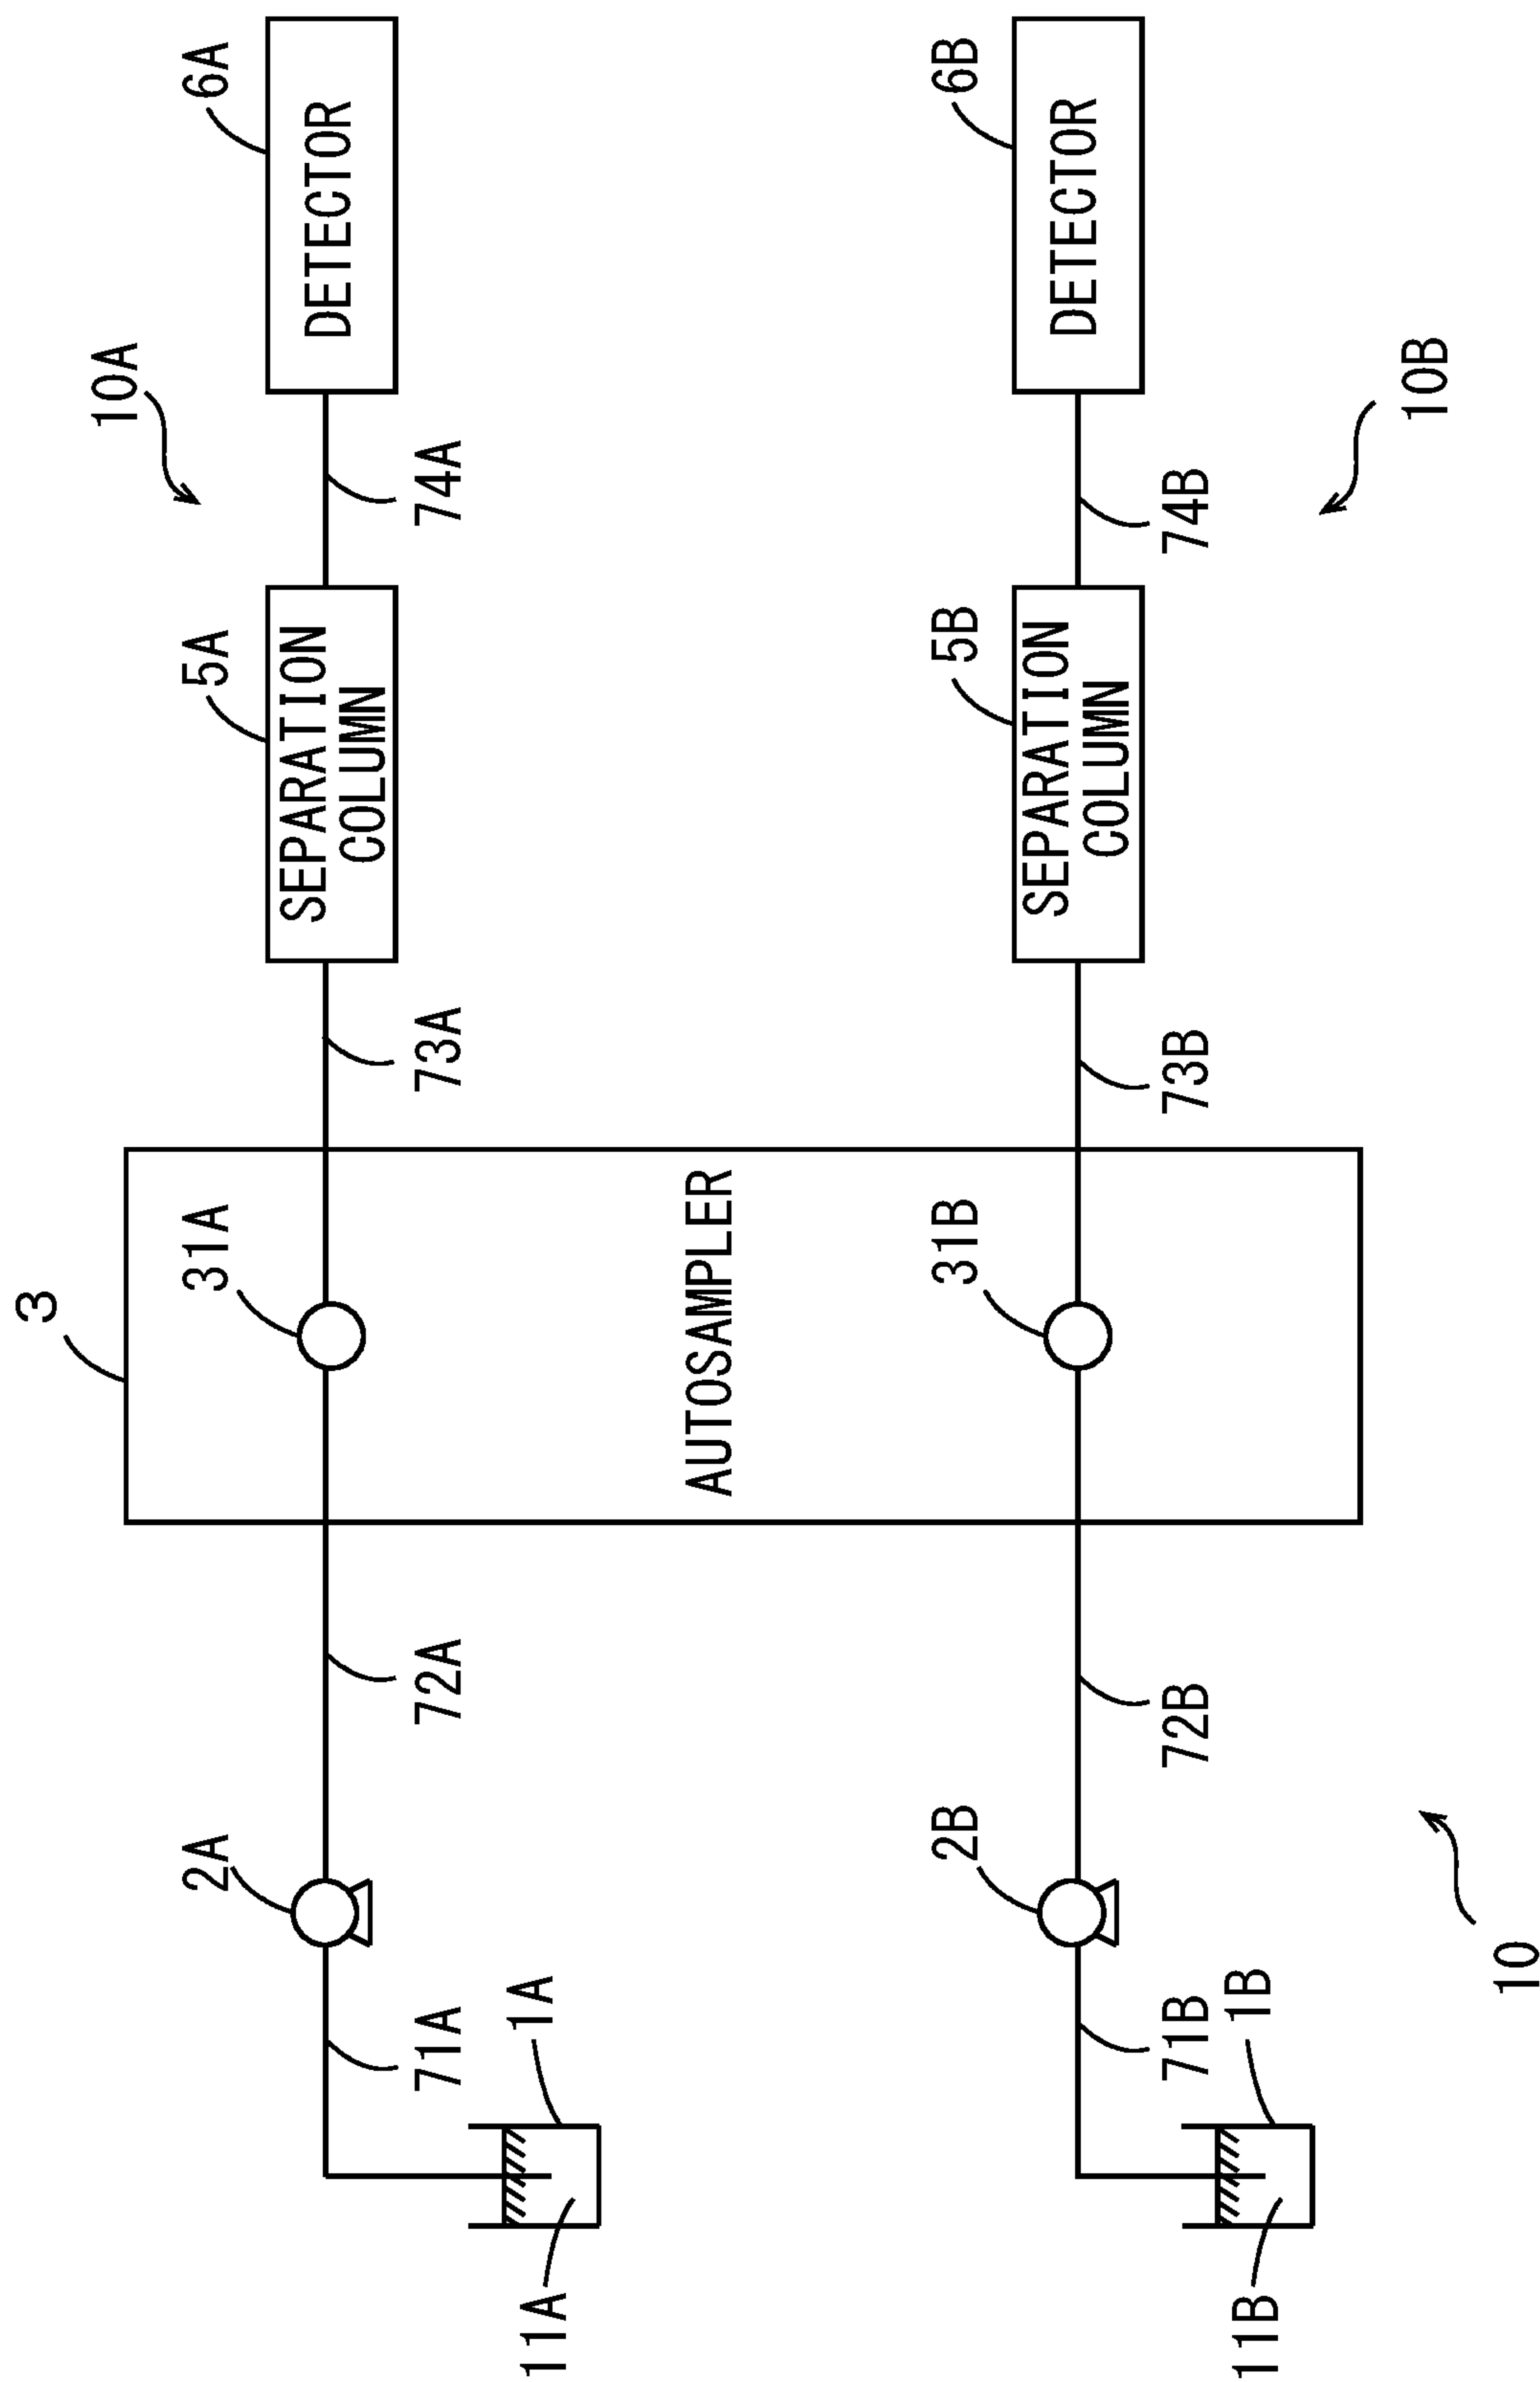 10A
3
2A
31A
5A
6A
SEPARATION
COLUMN
DETECTOR
71A
72A
73A
74A
11A
1A
AUTOSAMPLER
2B
31B
5B
6B
SEPARATION
COLUMN
DETECTOR
71B
72B
73B
74B
11B
1B
10B
10